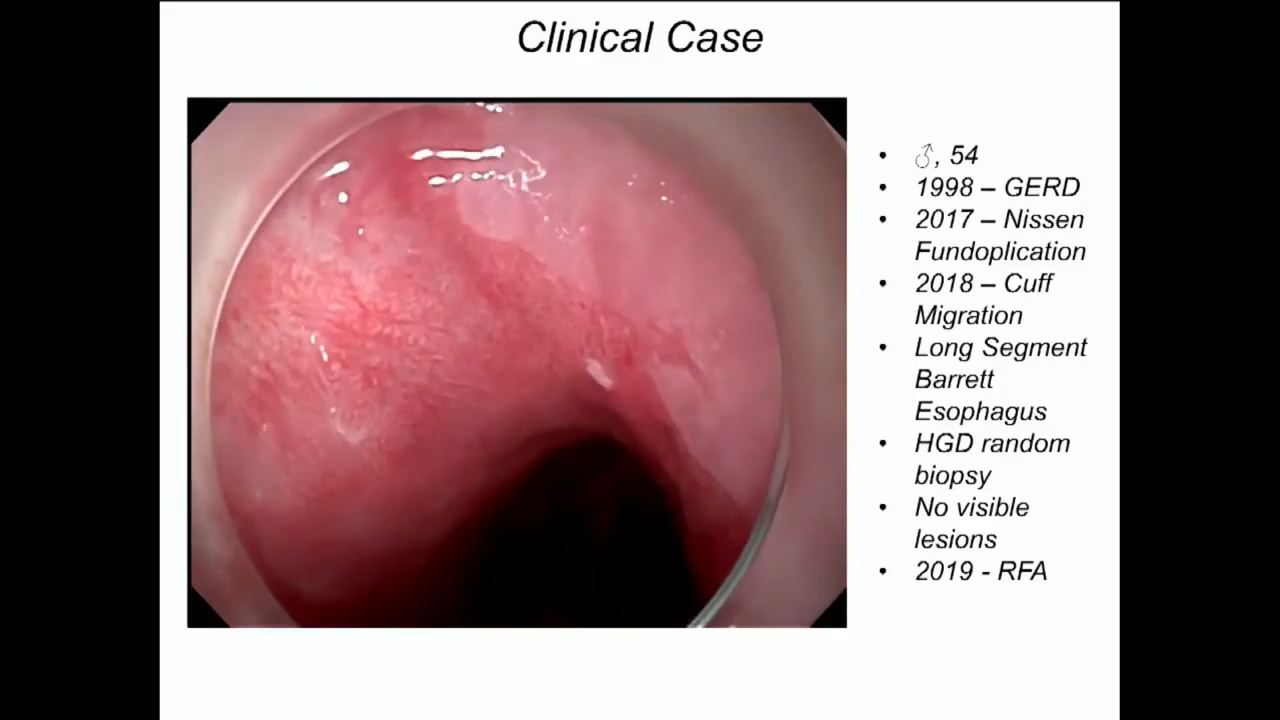 Clinical Case
• ♂, 54
• 1998 – GERD
• 2017 – Nissen
Fundoplication
• 2018 – Cuff
Migration
• Long Segment
Barrett
Esophagus
• HGD random
biopsy
• No visible
lesions
• 2019 - RFA